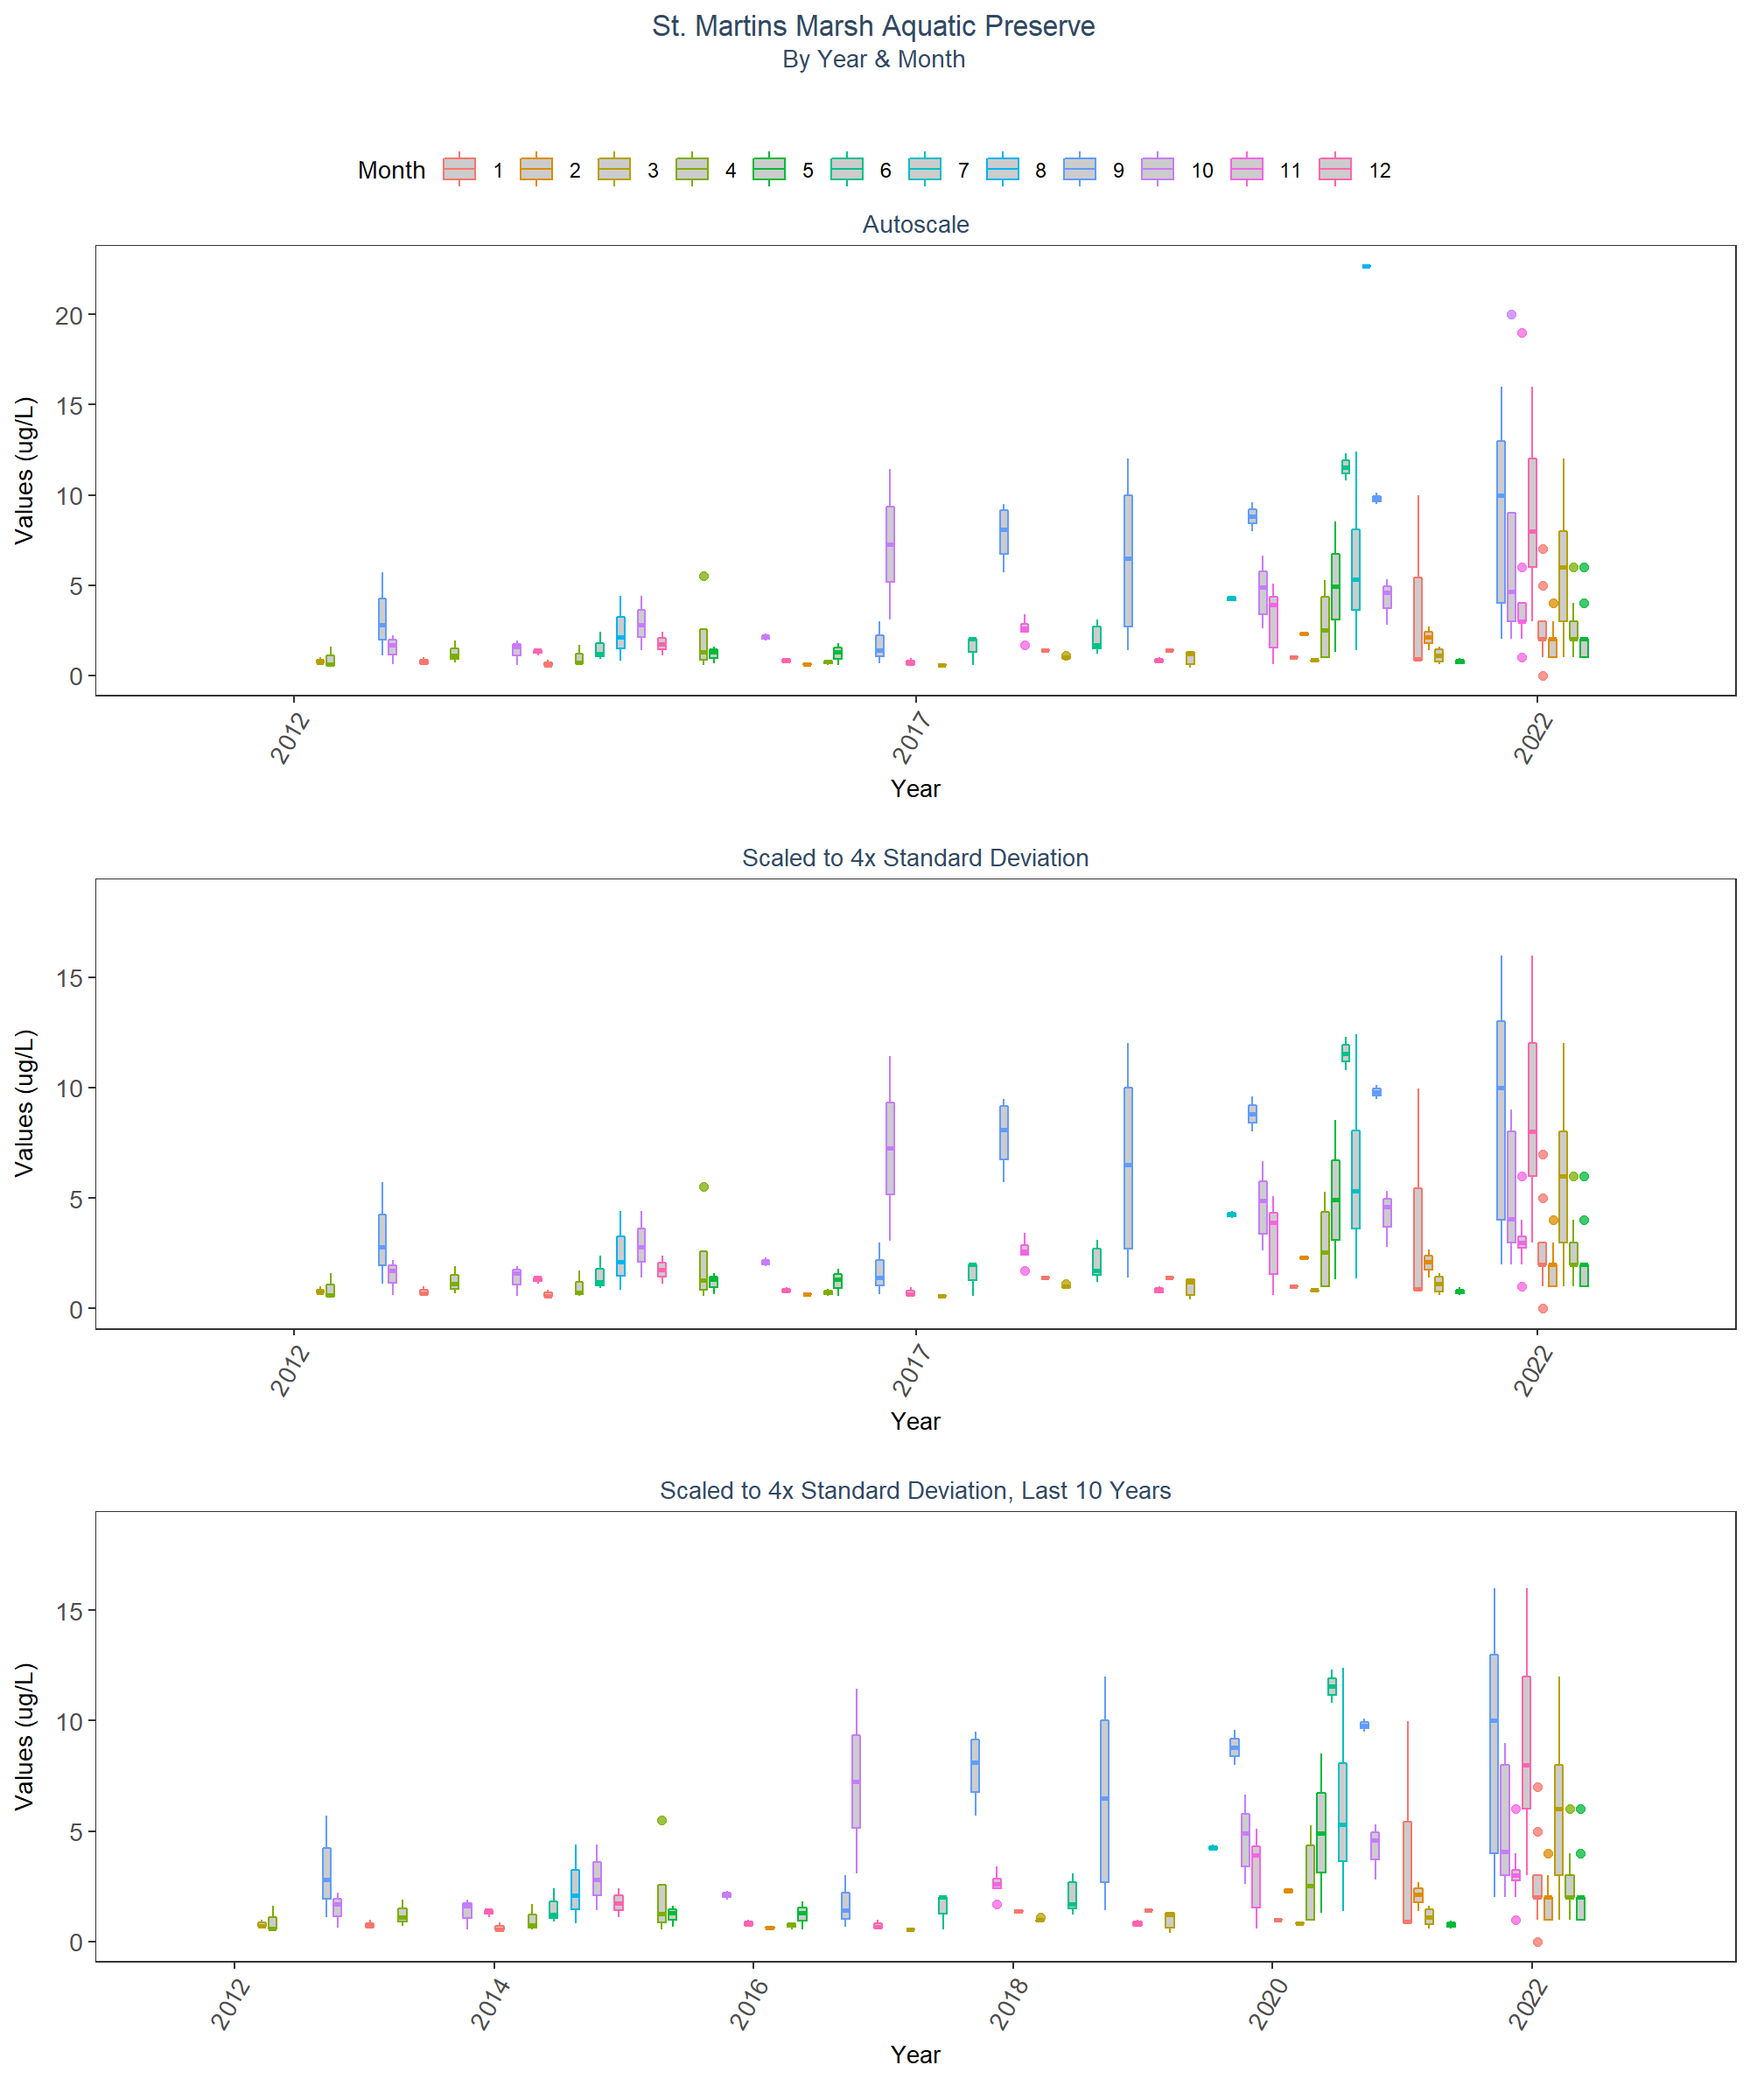 St. Martins Marsh Aquatic Preserve
By Year & Month
Month 1 2 3 4 5 6 7 8 9 10 11 12
Autoscale
Values (ug/L)
20
15
10
5
0
2012 2017 2022
Year
Scaled to 4x Standard Deviation
Values (ug/L)
15
10
5
0
2012 2017 2022
Year
Scaled to 4x Standard Deviation, Last 10 Years
Values (ug/L)
15
10
5
0
2012 2014 2016 2018 2020 2022
Year